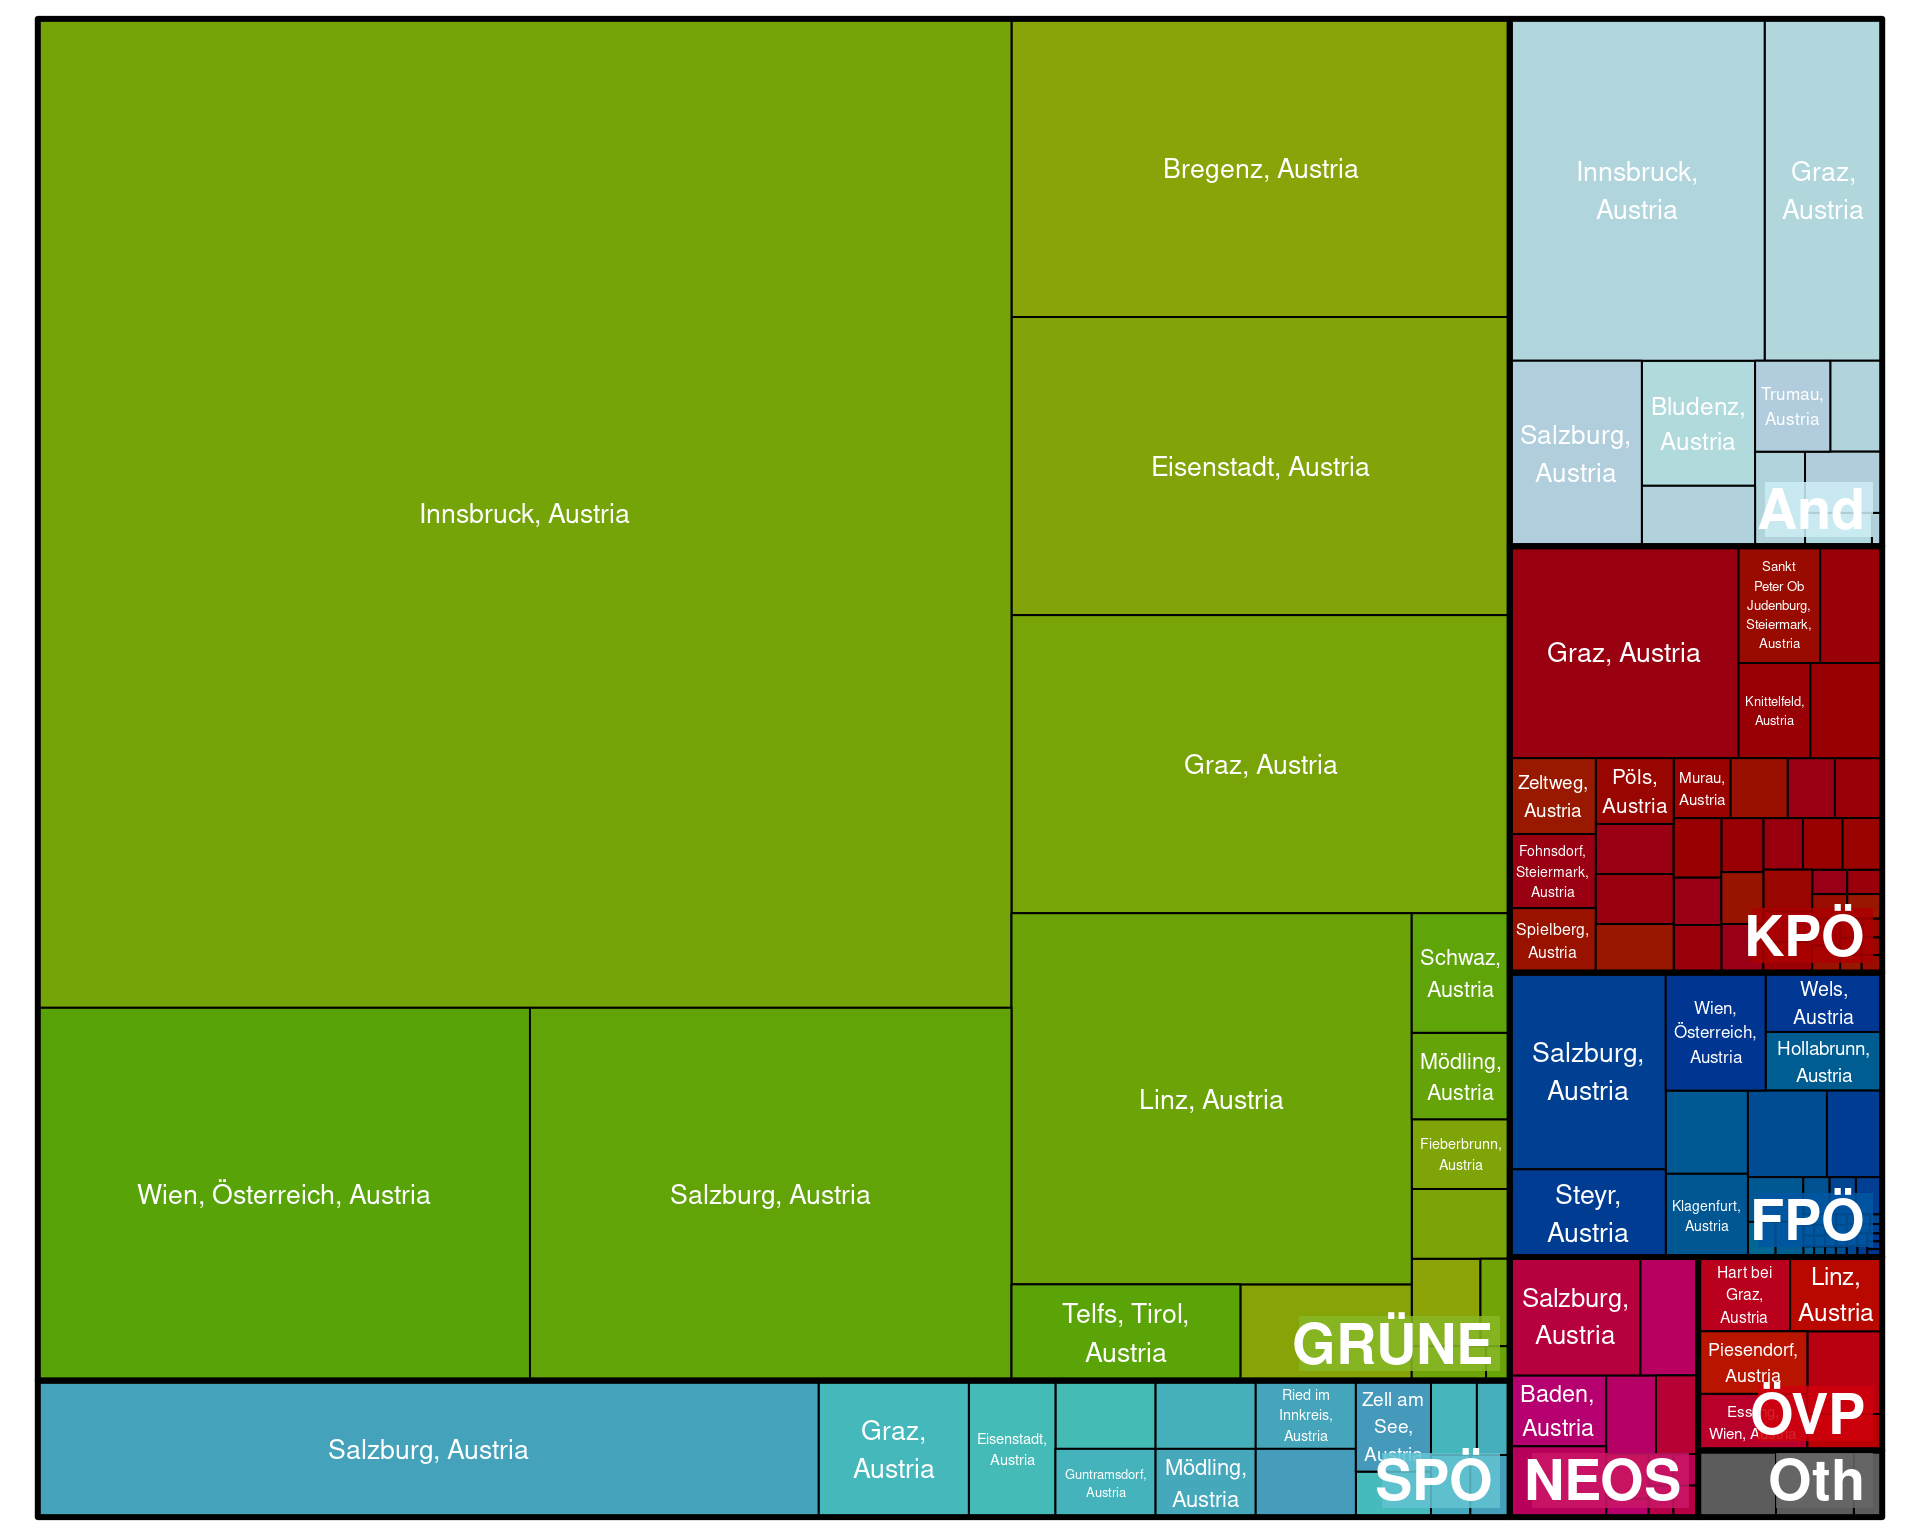 Innsbruck, Austria
Bregenz, Austria
Eisenstadt, Austria
Graz, Austria
Linz, Austria
Schwaz,
Austria
Mödling,
Austria
Fieberbrunn,
Austria
Wien, Österreich, Austria
Salzburg, Austria
Telfs, Tirol,
Austria
GRÜNE
Salzburg, Austria
Graz,
Austria
Eisenstadt,
Austria
Guntramsdorf,
Austria
Mödling,
Austria
Ried im
Innkreis,
Austria
Zell am
See,
Austria
SPÖ
Innsbruck,
Austria
Graz,
Austria
Salzburg,
Austria
Bludenz,
Austria
Trumau,
Austria
And
Graz, Austria
Sankt
Peter Ob
Judenburg,
Steiermark,
Austria
Knittelfeld,
Austria
Zeltweg,
Austria
Pöls,
Austria
Murau,
Austria
Fohnsdorf,
Steiermark,
Austria
Spielberg,
Austria
KPÖ
Salzburg,
Austria
Wien,
Österreich,
Austria
Wels,
Austria
Hollabrunn,
Austria
Steyr,
Austria
Klagenfurt,
Austria
FPÖ
Salzburg,
Austria
Baden,
Austria
NEOS
Hart bei
Graz,
Austria
Linz,
Austria
Piesendorf,
Austria
Essling,
Wien, Austria
ÖVP
Oth